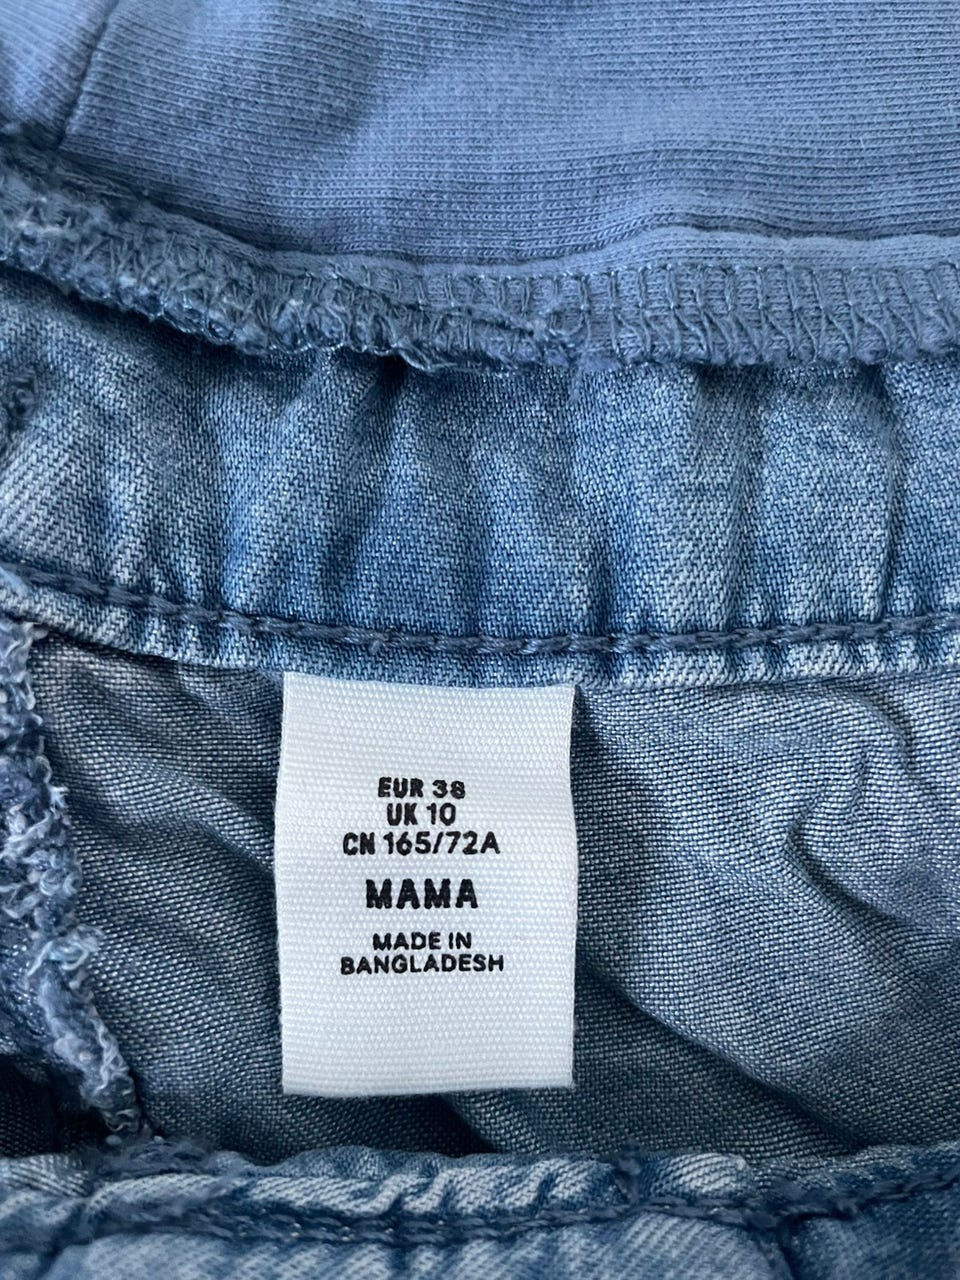 EUR 38
UK 10
CN 165/72A
MAMA
MADE IN
BANGLADESH